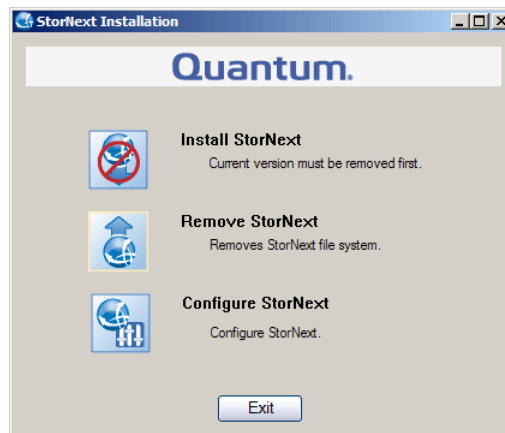 StorNext Installation
Quantum.
Install StorNext
Current version must be removed first.
Remove StorNext
Removes StorNext file system.
Configure StorNext
Configure StorNext.
Exit